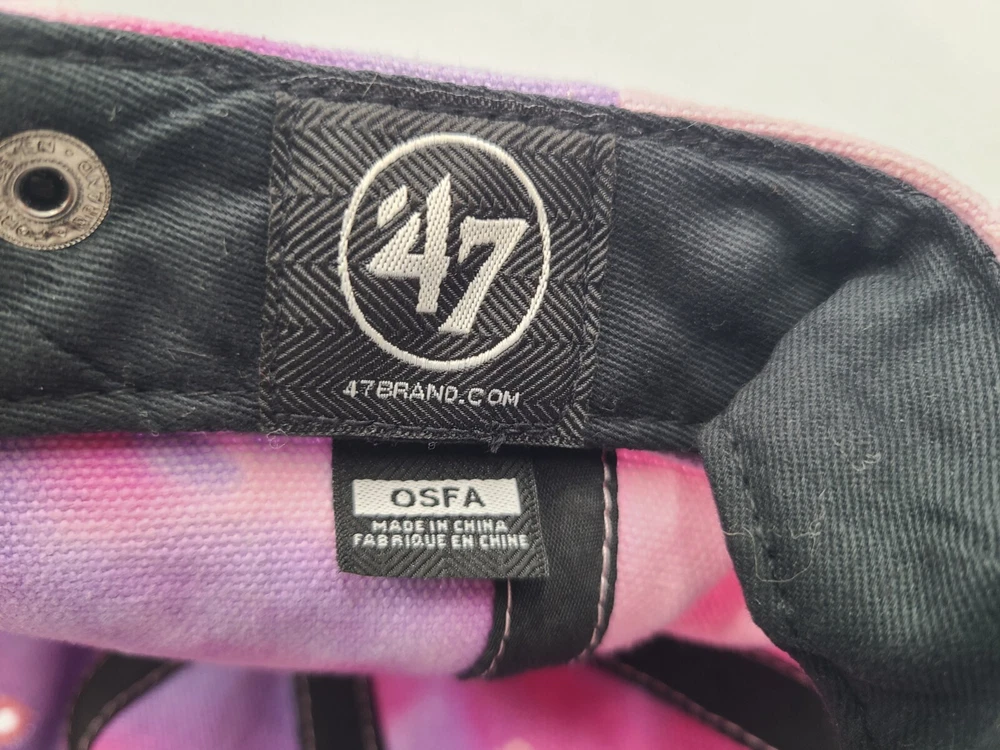 '47
47BRAND.COM
OSFA
MADE IN CHINA
FABRIQUE EN CHINE